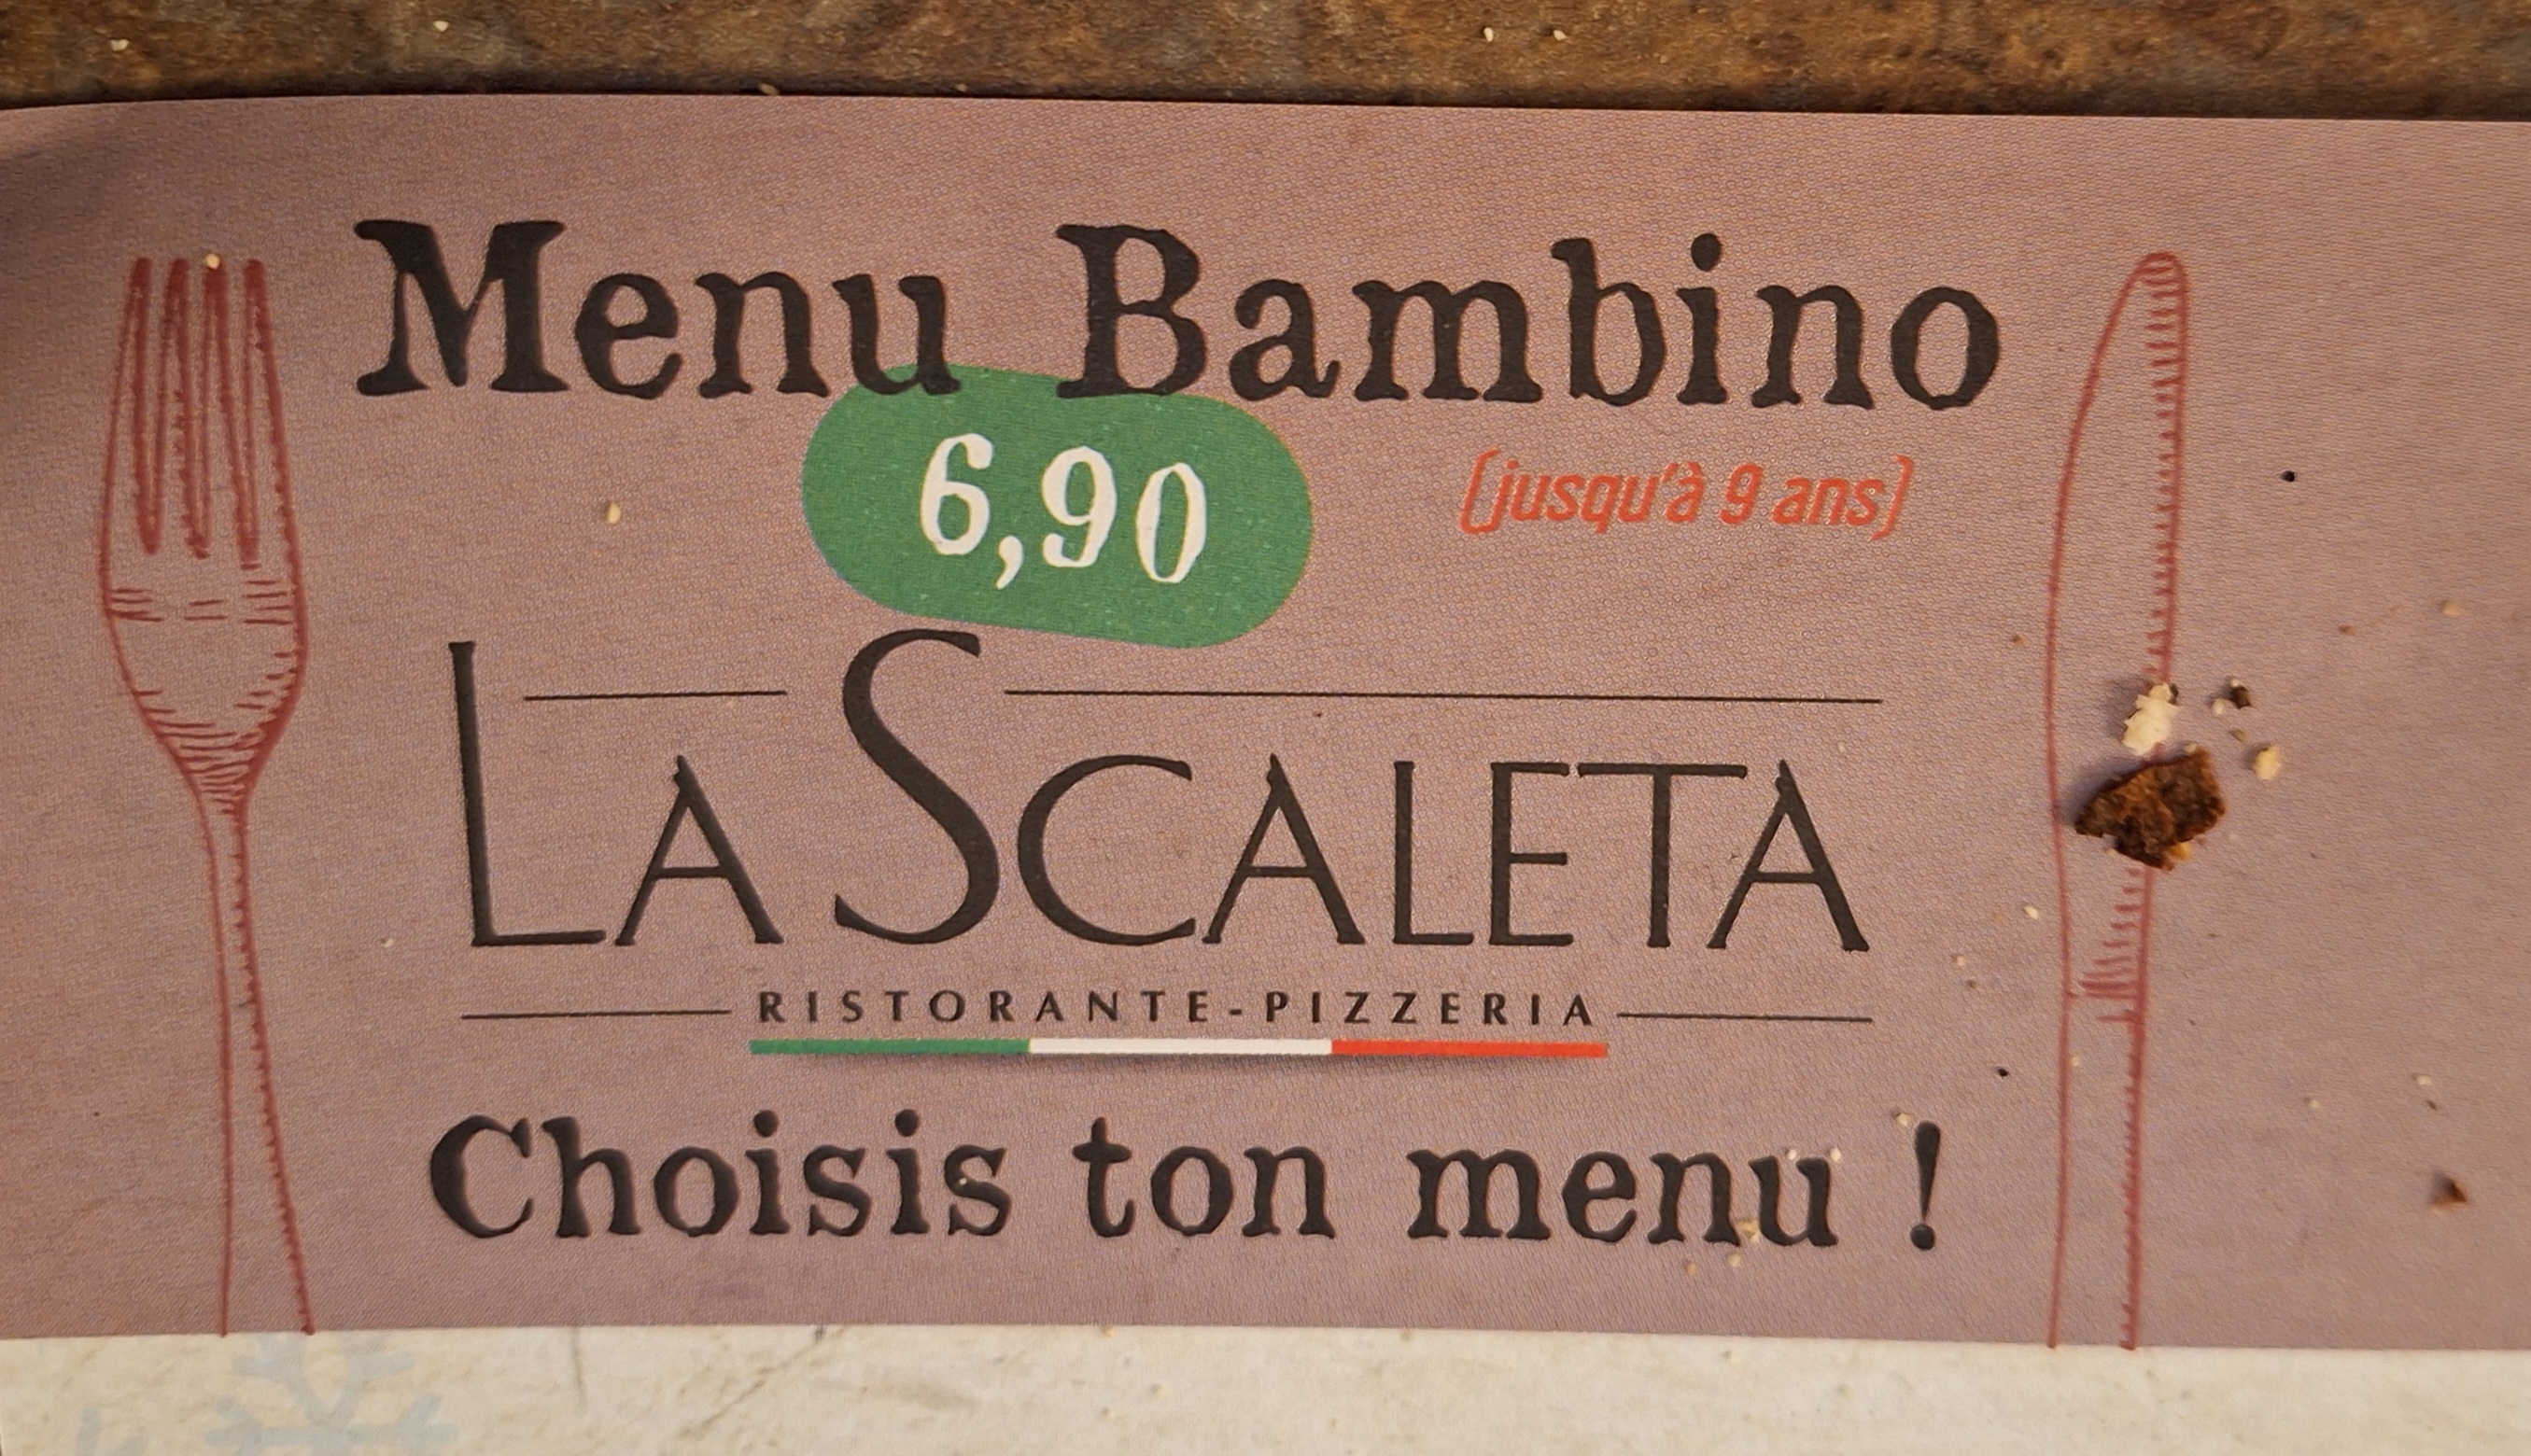 Menu Bambino
6,90
(jusqu'à 9 ans)
LA SCALETA
RISTORANTE-PIZZERIA
Choisis ton menu !